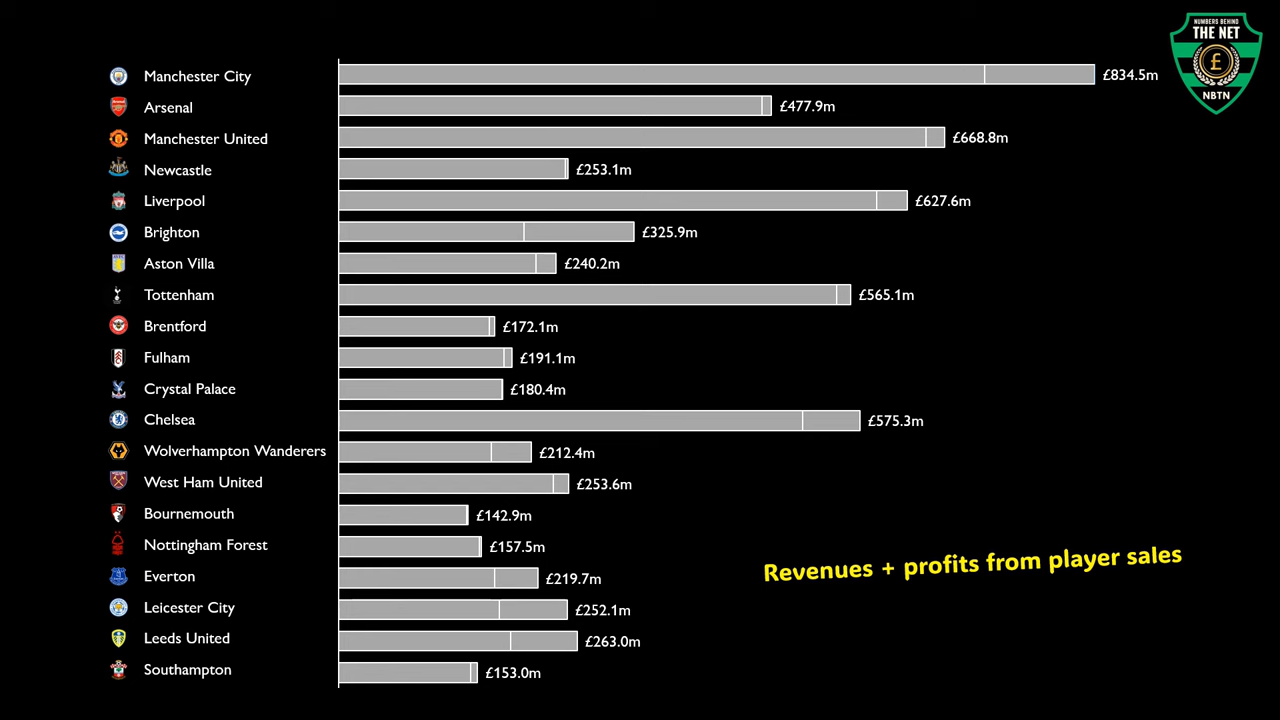 NUMBERS BEHIND
THE NET
£
NBTN
Manchester City £834.5m
Arsenal £477.9m
Manchester United £668.8m
Newcastle £253.1m
Liverpool £627.6m
Brighton £325.9m
Aston Villa £240.2m
Tottenham £565.1m
Brentford £172.1m
Fulham £191.1m
Crystal Palace £180.4m
Chelsea £575.3m
Wolverhampton Wanderers £212.4m
West Ham United £253.6m
Bournemouth £142.9m
Nottingham Forest £157.5m
Everton £219.7m
Leicester City £252.1m
Leeds United £263.0m
Southampton £153.0m
Revenues + profits from player sales